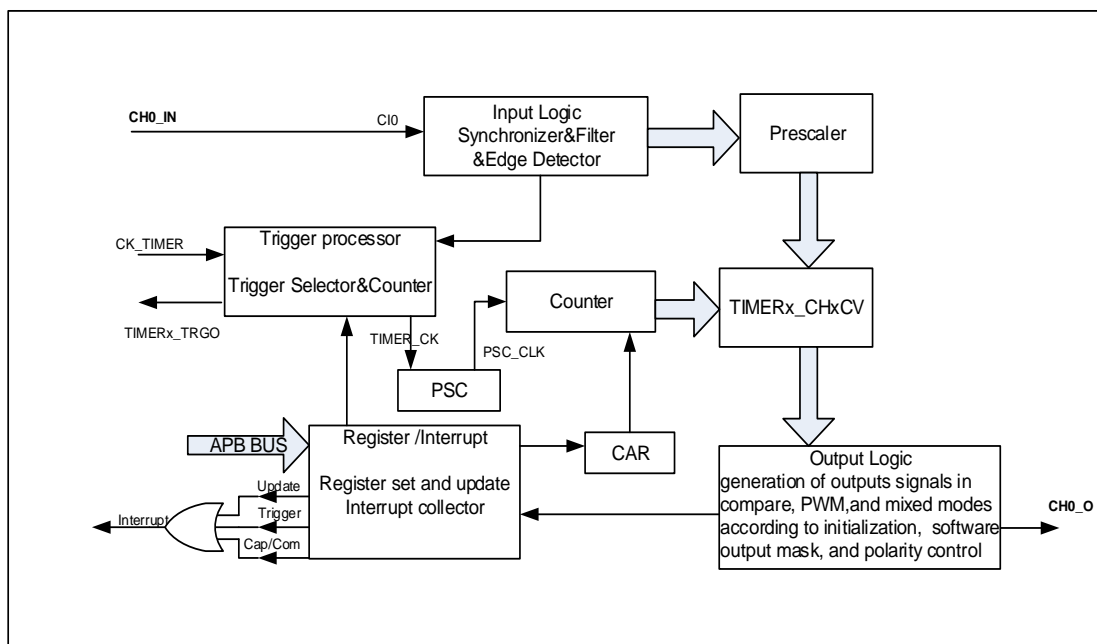 CH0_IN
CI0
Input Logic
Synchronizer&Filter
&Edge Detector
Prescaler
CK_TIMER
TIMERx_TRGO
Trigger processor
Trigger Selector&Counter
TIMER_CK
PSC
PSC_CLK
Counter
TIMERx_CHxCV
APB BUS
Register /Interrupt
Register set and update
Interrupt collector
CAR
Update
Trigger
Cap/Com
Interrupt
Output Logic
generation of outputs signals in
compare, PWM,and mixed modes
according to initialization, software
output mask, and polarity control
CH0_O